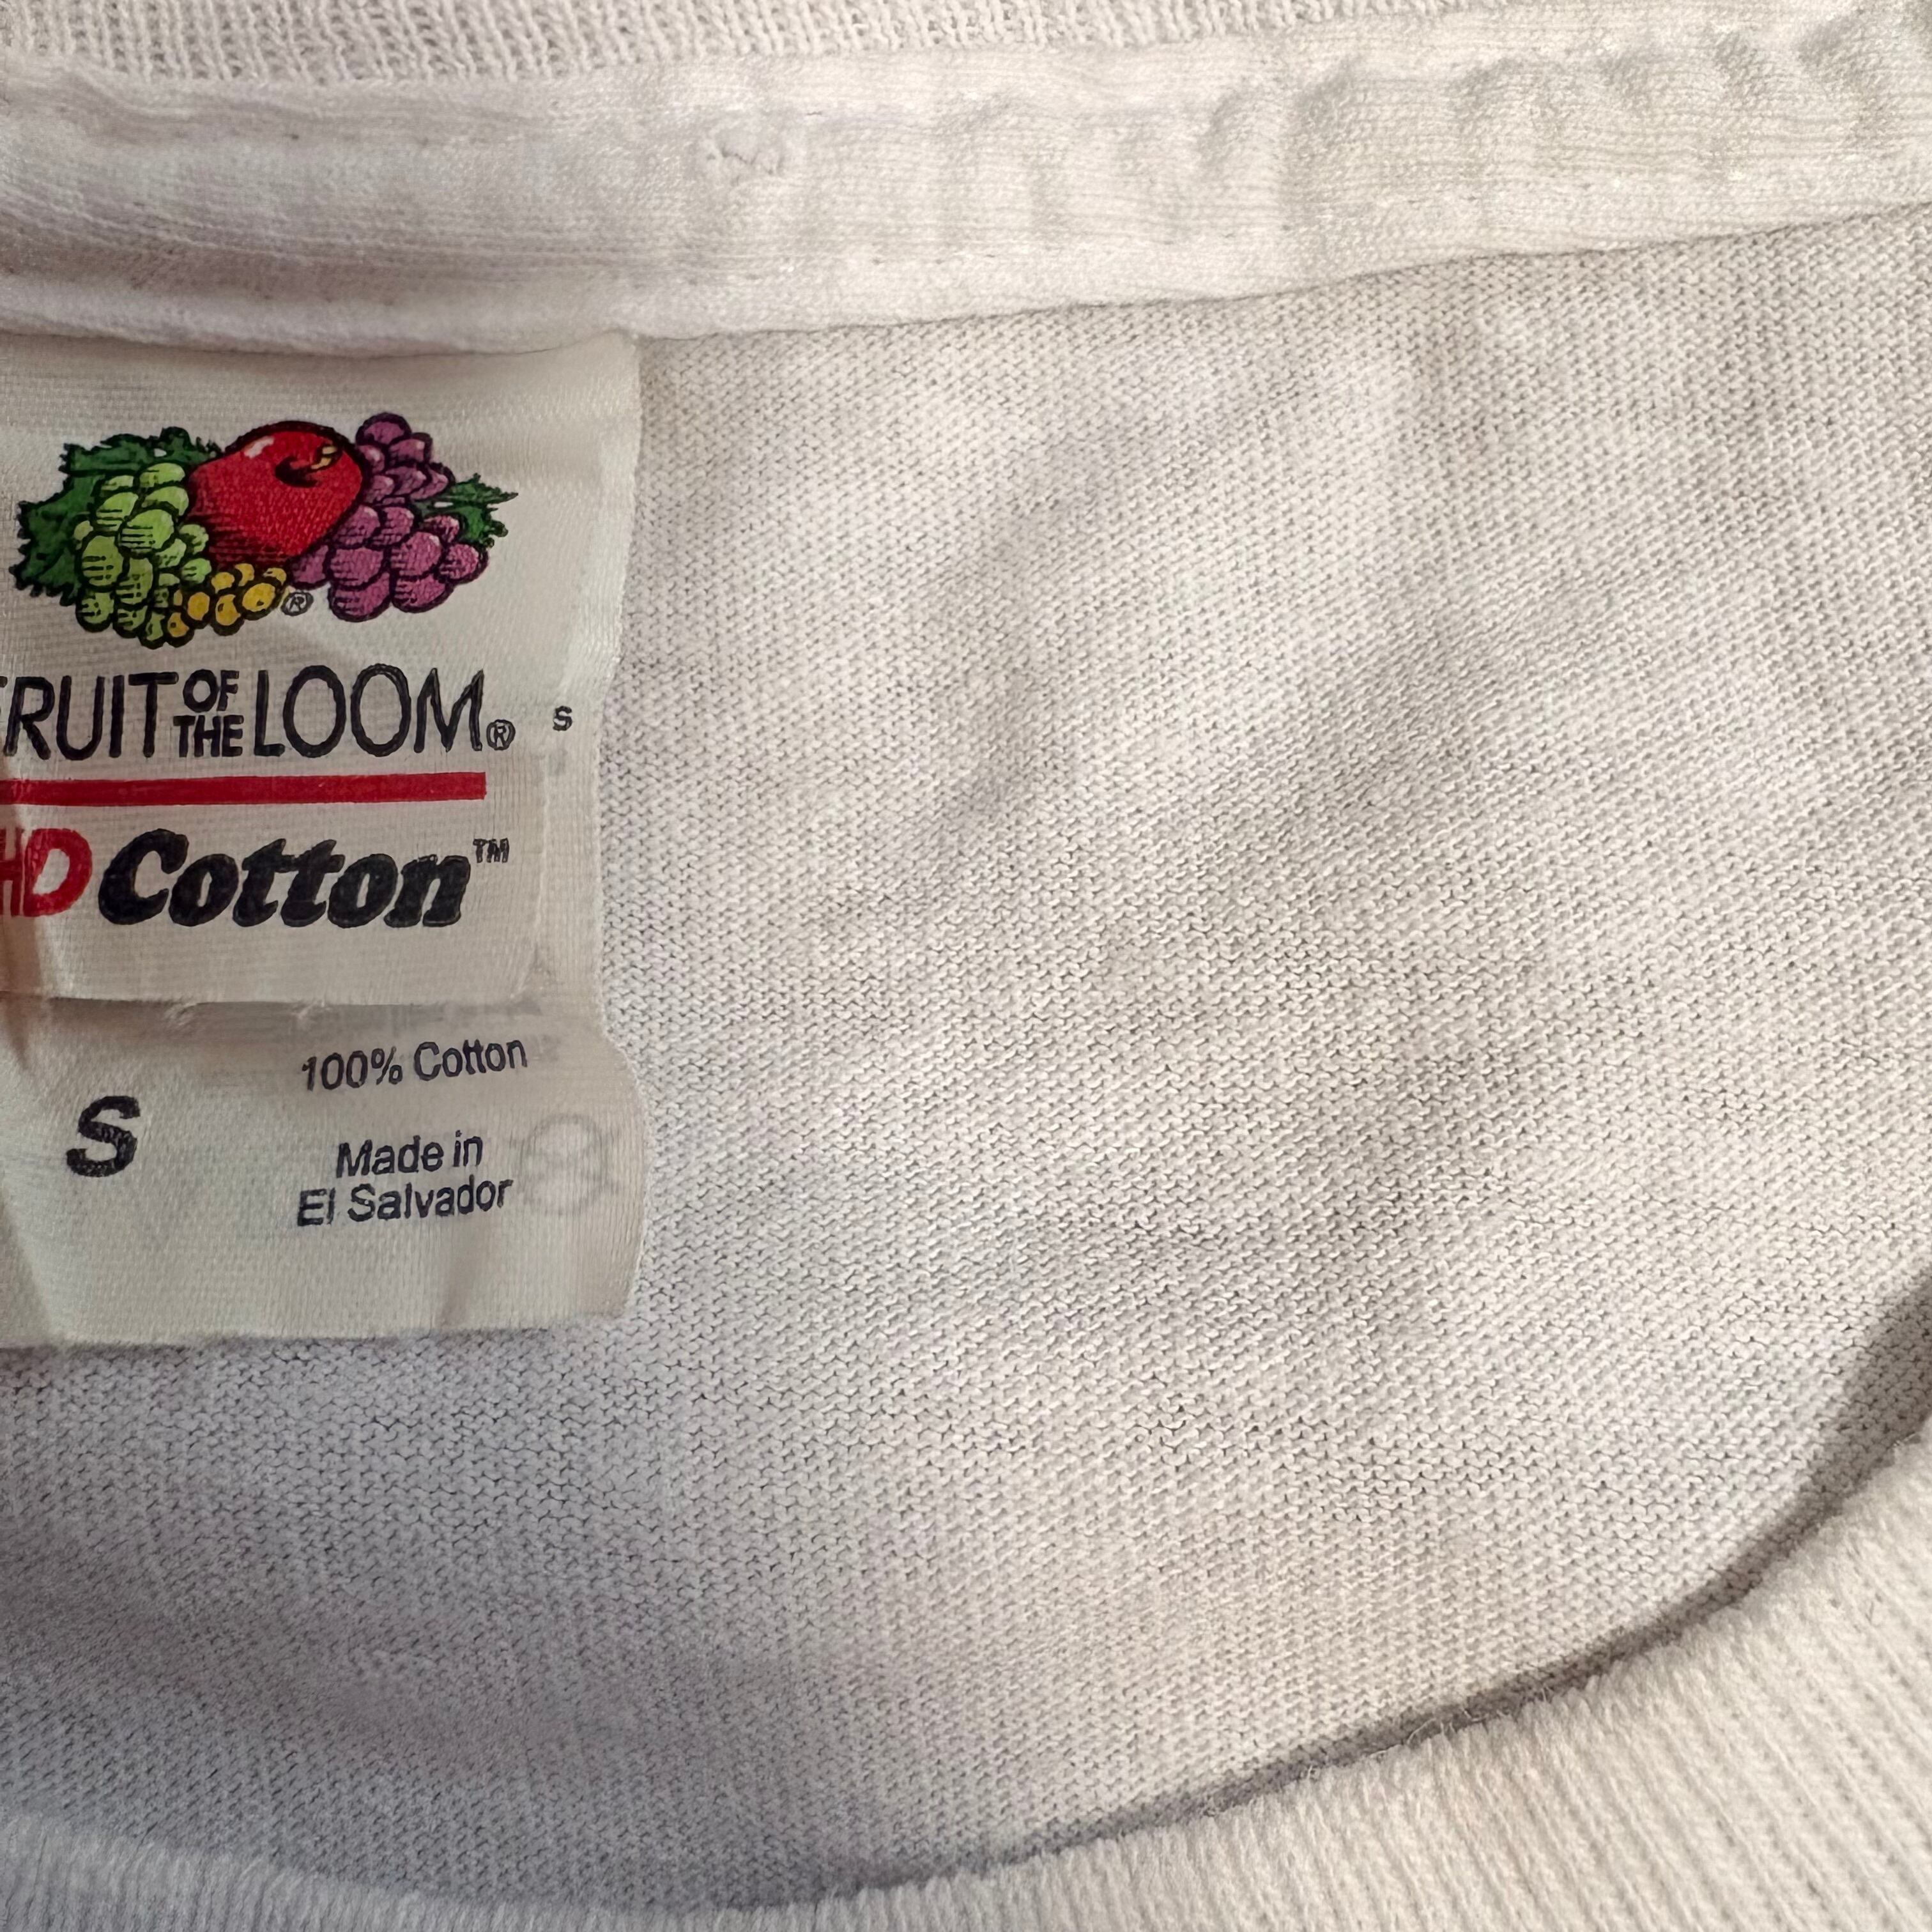 ®
FRUIT OF THE LOOM® S
HD Cotton™
100% Cotton
S
Made in
El Salvador